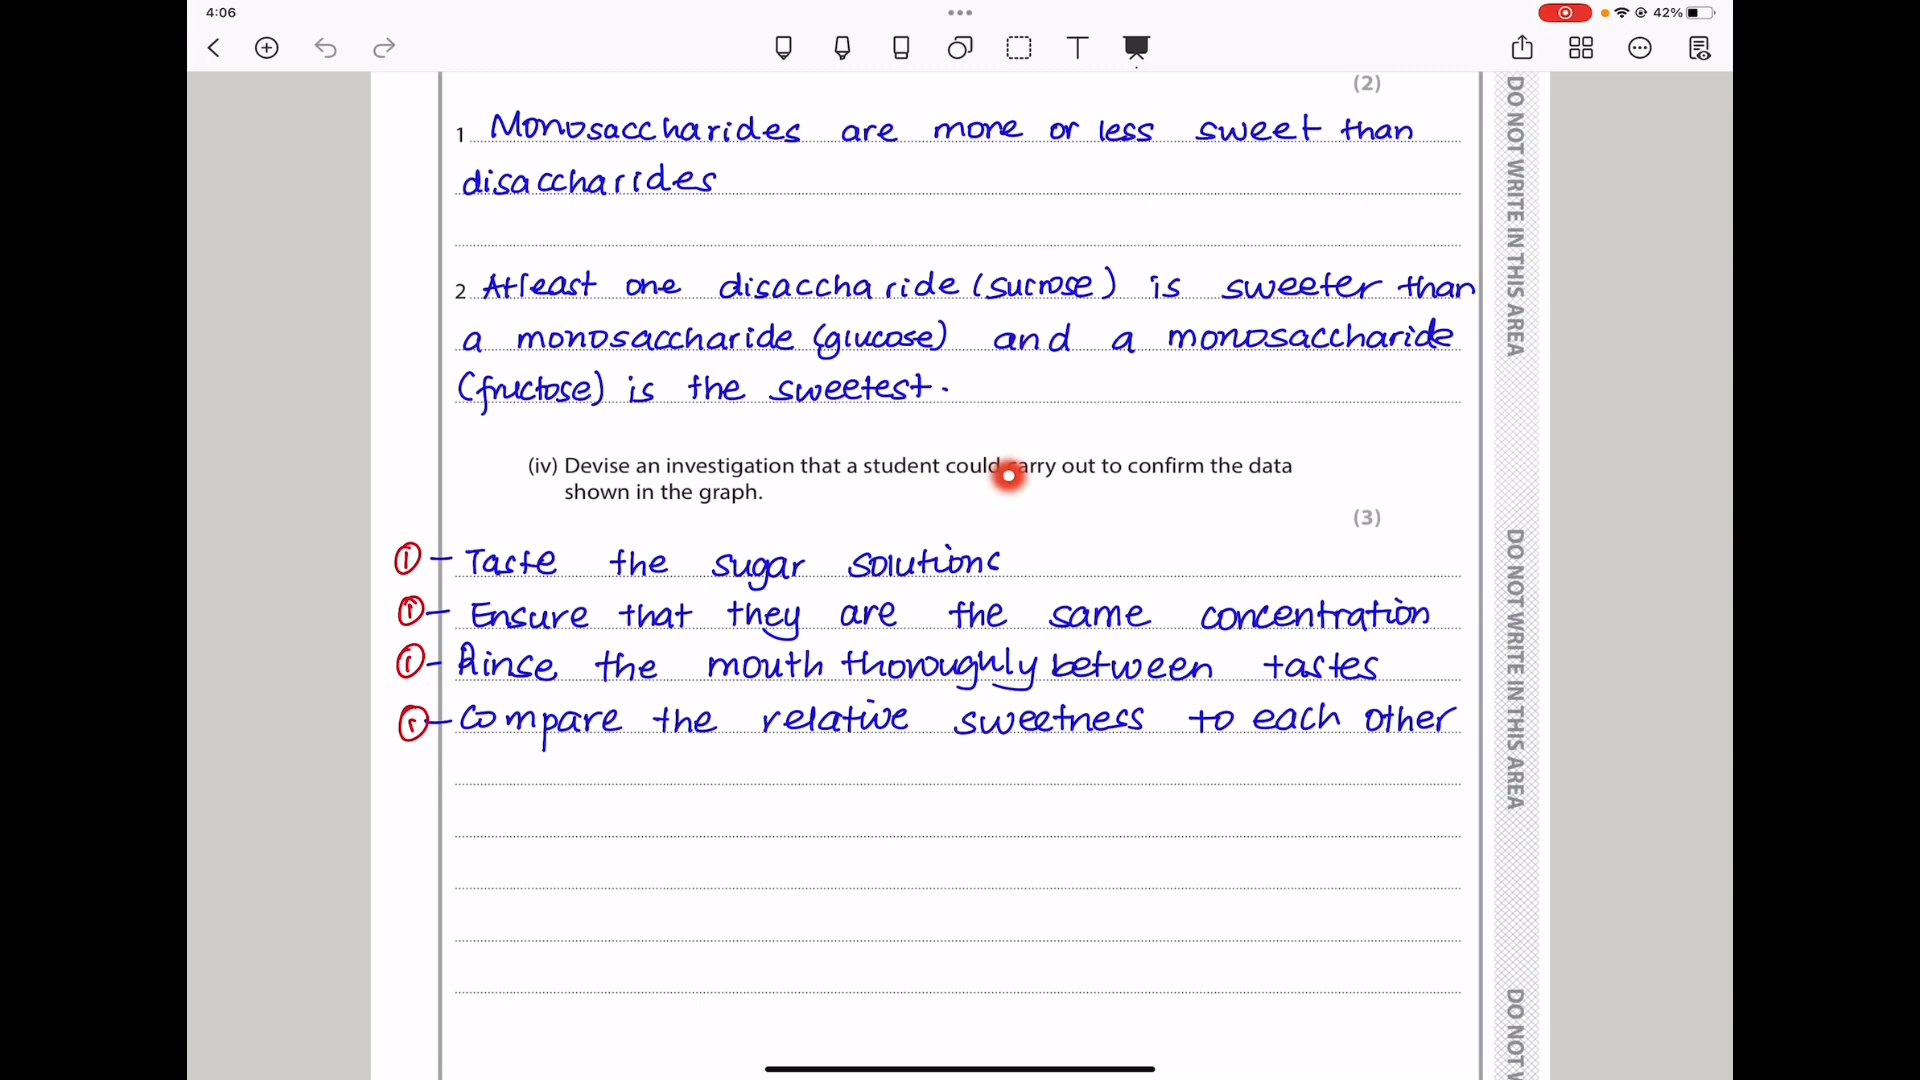 4:06
42%
(2)
1 Monosaccharides are more or less sweet than
disaccharides
2 Atleast one disaccharide (sucrose) is sweeter than
a monosaccharide (glucose) and a monosaccharide
(fructose) is the sweetest.
(iv) Devise an investigation that a student could carry out to confirm the data
shown in the graph.
(3)
① - Taste the sugar solutions
① - Ensure that they are the same concentration
① - Rinse the mouth thoroughly between tastes
① - Compare the relative sweetness to each other
DO NOT WRITE IN THIS AREA
DO NOT WRITE IN THIS AREA
DO NOT W